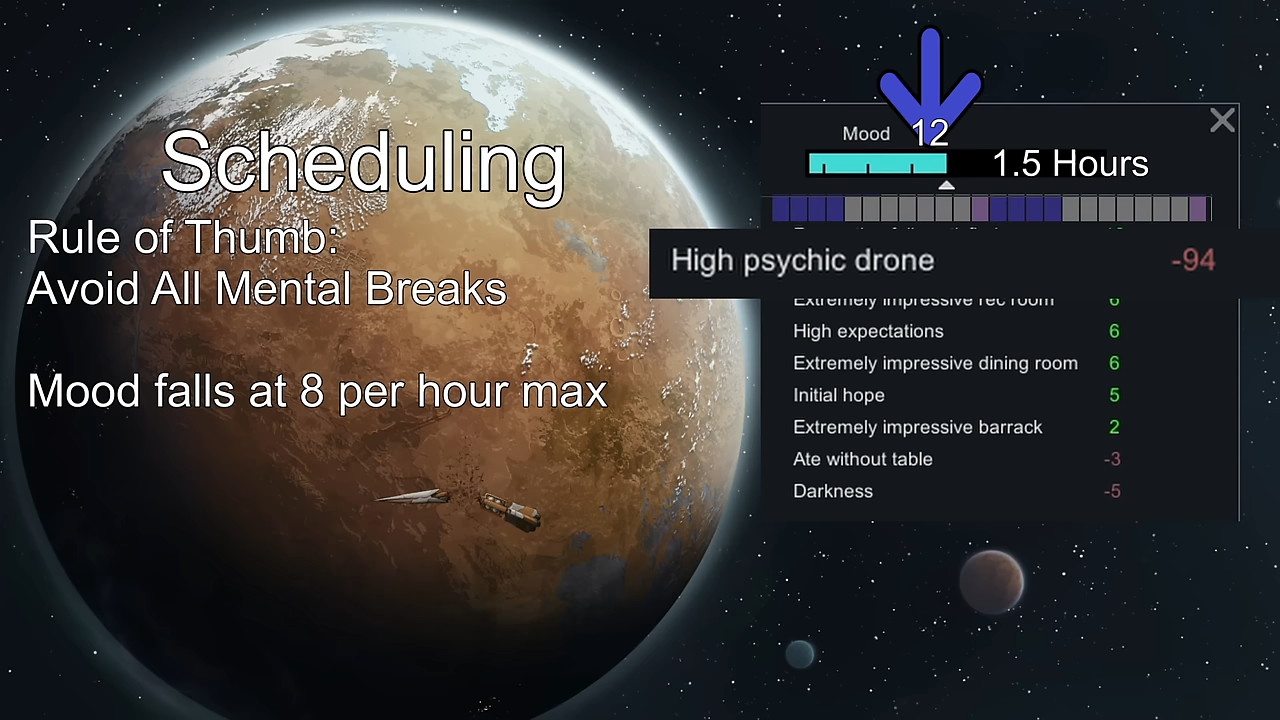 Scheduling
Rule of Thumb:
Avoid All Mental Breaks
Mood falls at 8 per hour max
12
Mood
1.5 Hours
High psychic drone -94
Extremely impressive rec room 6
High expectations 6
Extremely impressive dining room 6
Initial hope 5
Extremely impressive barrack 2
Ate without table -3
Darkness -5